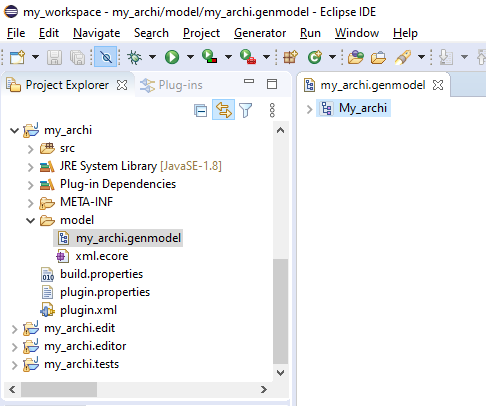 my_workspace - my_archi/model/my_archi.genmodel - Eclipse IDE
File Edit Navigate Search Project Generator Run Window Help
Project Explorer Plug-ins
my_archi.genmodel
My_archi
my_archi
src
JRE System Library [JavaSE-1.8]
Plug-in Dependencies
META-INF
model
my_archi.genmodel
xml.ecore
build.properties
plugin.properties
plugin.xml
my_archi.edit
my_archi.editor
my_archi.tests